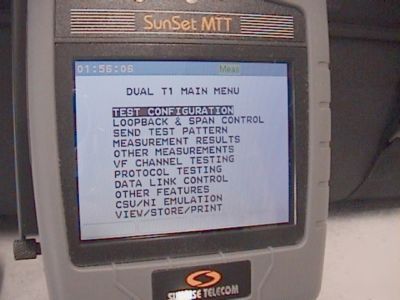 SunSet MTT
01:56:06 Meas
DUAL T1 MAIN MENU
TEST CONFIGURATION
LOOPBACK & SPAN CONTROL
SEND TEST PATTERN
MEASUREMENT RESULTS
OTHER MEASUREMENTS
VF CHANNEL TESTING
PROTOCOL TESTING
DATA LINK CONTROL
OTHER FEATURES
CSU/NI EMULATION
VIEW/STORE/PRINT
SUNRISE TELECOM